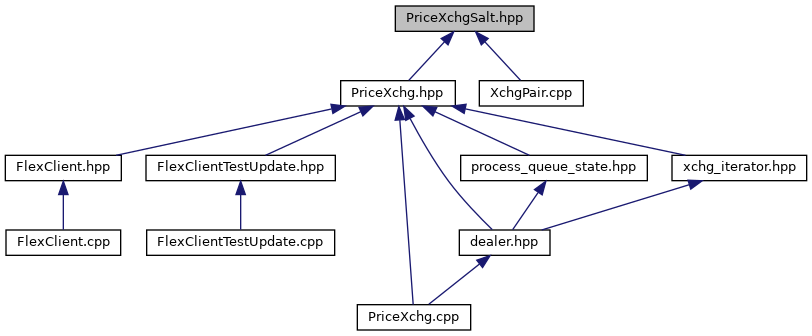 PriceXchgSalt.hpp
PriceXchg.hpp
XchgPair.cpp
FlexClient.hpp
FlexClientTestUpdate.hpp
process_queue_state.hpp
xchg_iterator.hpp
FlexClient.cpp
FlexClientTestUpdate.cpp
dealer.hpp
PriceXchg.cpp